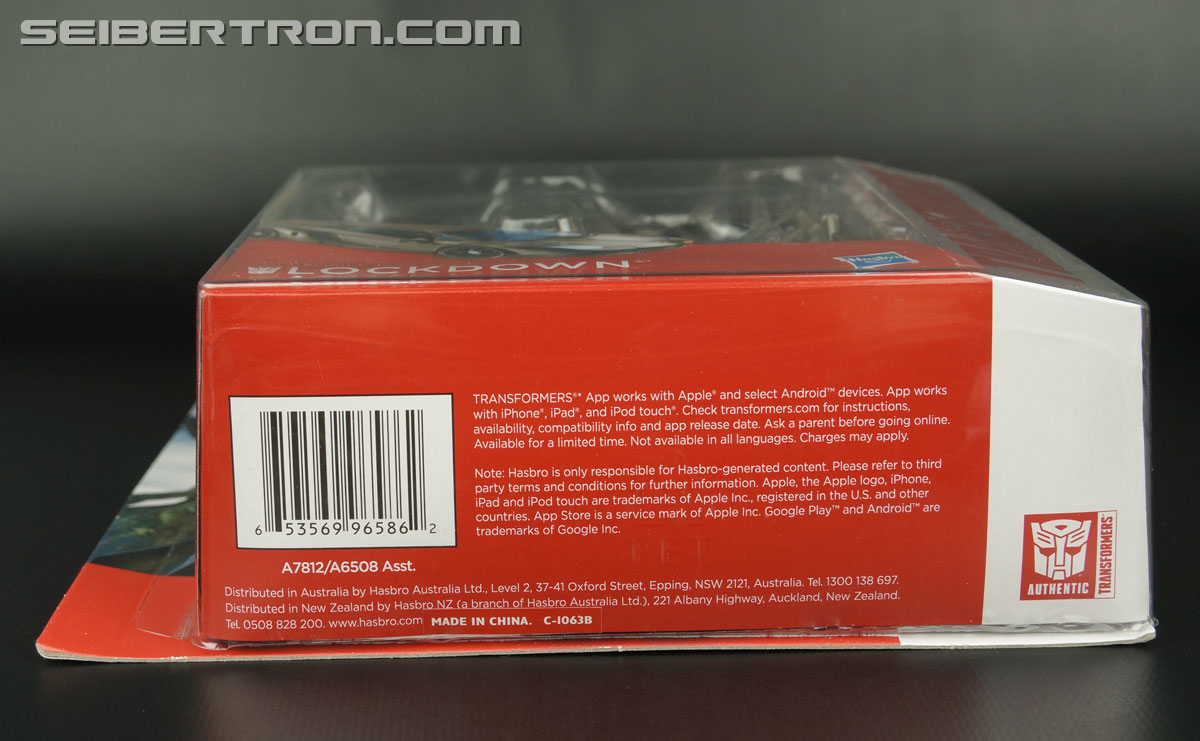 SEIBERTRON.COM
LOCKDOWN™
Hasbro
TRANSFORMERS®* App works with Apple® and select Android™ devices. App works
with iPhone®, iPad®, and iPod touch®. Check transformers.com for instructions,
availability, compatibility info and app release date. Ask a parent before going online.
Available for a limited time. Not available in all languages. Charges may apply.
Note: Hasbro is only responsible for Hasbro-generated content. Please refer to third
party terms and conditions for further information. Apple, the Apple logo, iPhone,
iPad and iPod touch are trademarks of Apple Inc., registered in the U.S. and other
countries. App Store is a service mark of Apple Inc. Google Play™ and Android™ are
trademarks of Google Inc.
6 53569 96586 2
A7812/A6508 Asst.
Distributed in Australia by Hasbro Australia Ltd., Level 2, 37-41 Oxford Street, Epping, NSW 2121, Australia. Tel. 1300 138 697.
Distributed in New Zealand by Hasbro NZ (a branch of Hasbro Australia Ltd.), 221 Albany Highway, Auckland, New Zealand.
Tel. 0508 828 200. www.hasbro.com MADE IN CHINA. C-1063B
AUTHENTIC
TRANSFORMERS